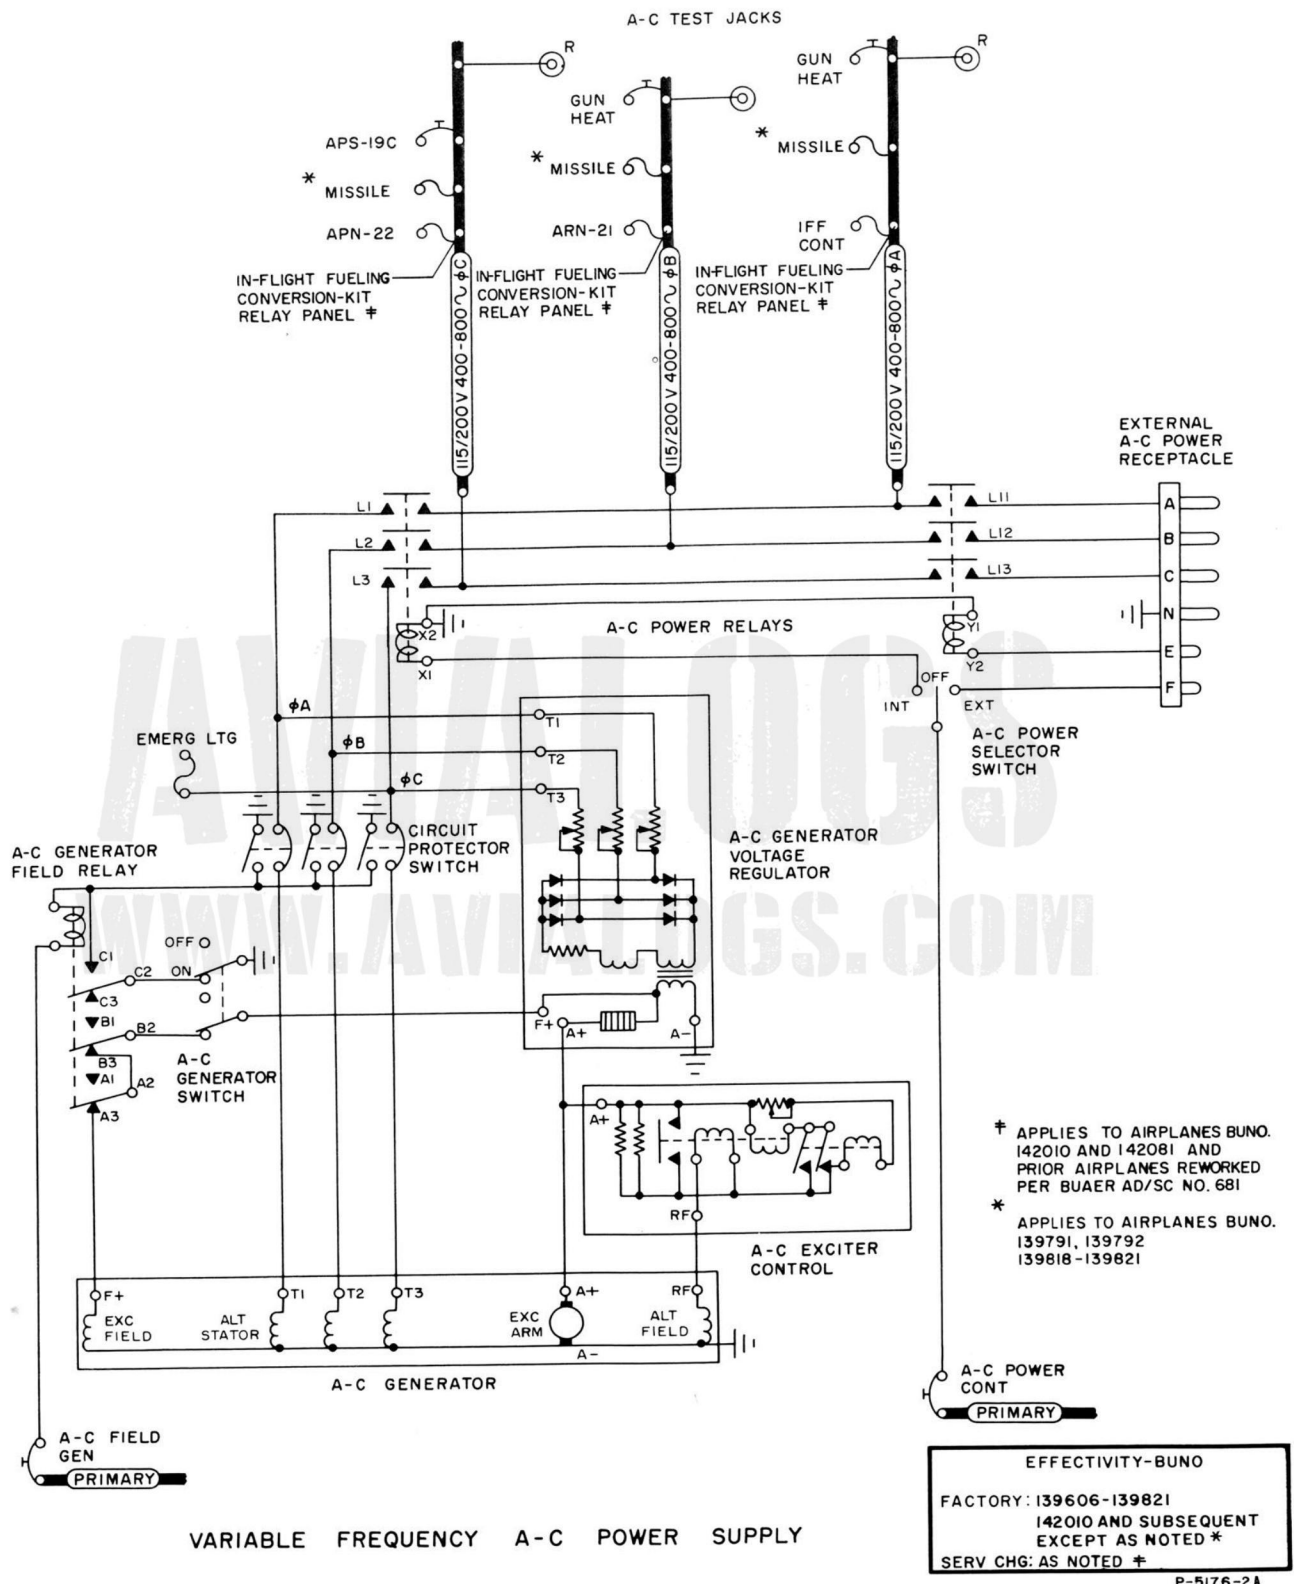 A-C TEST JACKS
R
R
GUN
HEAT
GUN
HEAT
APS-19C
* MISSILE
* MISSILE
* MISSILE
APN-22
ARN-21
IFF
CONT
IN-FLIGHT FUELING
CONVERSION-KIT
RELAY PANEL ‡
IN-FLIGHT FUELING
CONVERSION-KIT
RELAY PANEL ‡
IN-FLIGHT FUELING
CONVERSION-KIT
RELAY PANEL ‡
115/200V 400-800~ φC
115/200V 400-800~ φB
115/200V 400-800~ φA
EXTERNAL
A-C POWER
RECEPTACLE
L1
L11
A
L2
L12
B
L3
L13
C
N
X2
A-C POWER RELAYS
Y1
E
X1
Y2
F
OFF
INT
EXT
A-C POWER
SELECTOR
SWITCH
AVIALOGS
WWW.AVIALOGS.COM
φA
T1
EMERG LTG
φB
T2
φC
T3
CIRCUIT
PROTECTOR
SWITCH
A-C GENERATOR
VOLTAGE
REGULATOR
A-C GENERATOR
FIELD RELAY
OFF
C1
C2
ON
C3
B1
B2
B3
A1
A2
A3
A-C
GENERATOR
SWITCH
F+
A+
A-
A+
RF
A-C EXCITER
CONTROL
‡ APPLIES TO AIRPLANES BUNO.
142010 AND 142081 AND
PRIOR AIRPLANES REWORKED
PER BUAER AD/SC NO. 681
*
APPLIES TO AIRPLANES BUNO.
139791, 139792
139818-139821
F+
T1
T2
T3
A+
RF
EXC
FIELD
ALT
STATOR
EXC
ARM
ALT
FIELD
A-
A-C GENERATOR
A-C POWER
CONT
PRIMARY
A-C FIELD
GEN
PRIMARY
EFFECTIVITY-BUNO
FACTORY: 139606-139821
142010 AND SUBSEQUENT
EXCEPT AS NOTED *
SERV CHG: AS NOTED ‡
VARIABLE FREQUENCY A-C POWER SUPPLY
P-5176-2A